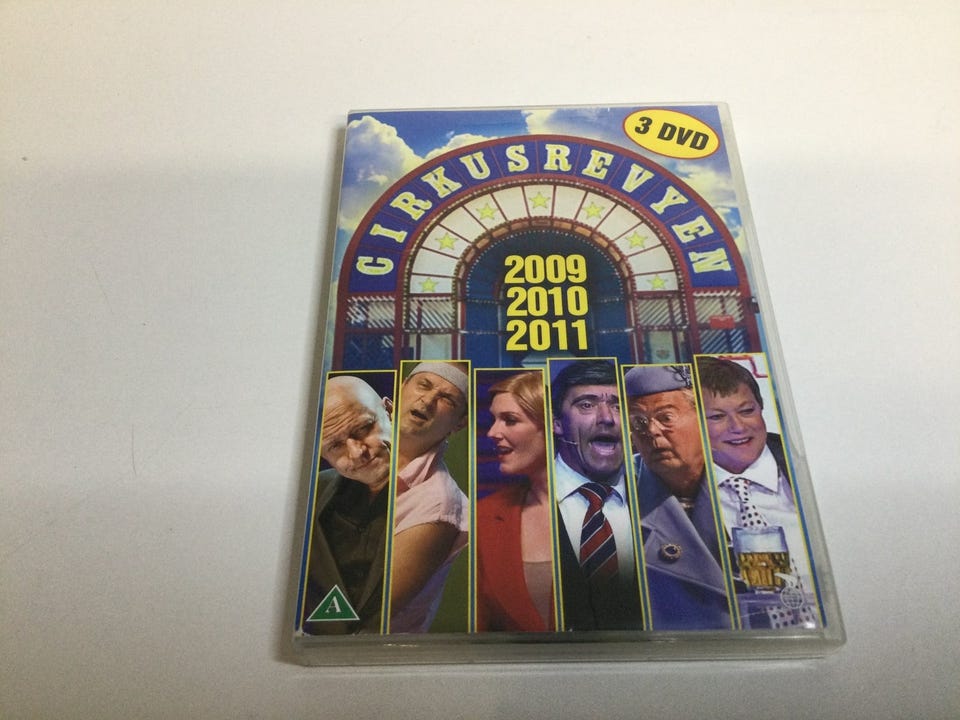 3 DVD
CIRKUSREVYEN
2009
2010
2011
A